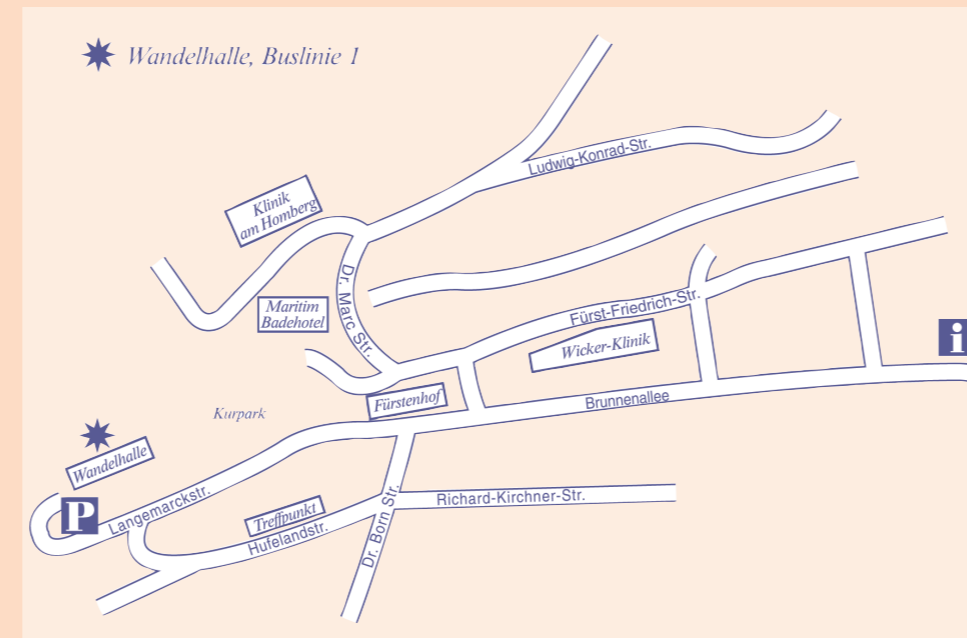 Wandelhalle, Buslinie 1
Ludwig-Konrad-Str.
Klinik
am Homberg
Dr. Marc Str.
Maritim
Badehotel
Fürst-Friedrich-Str.
Wicker-Klinik
i
Fürstenhof
Brunnenallee
Kurpark
Wandelhalle
P
Langemarckstr.
Treffpunkt
Hufelandstr.
Dr. Born Str.
Richard-Kirchner-Str.